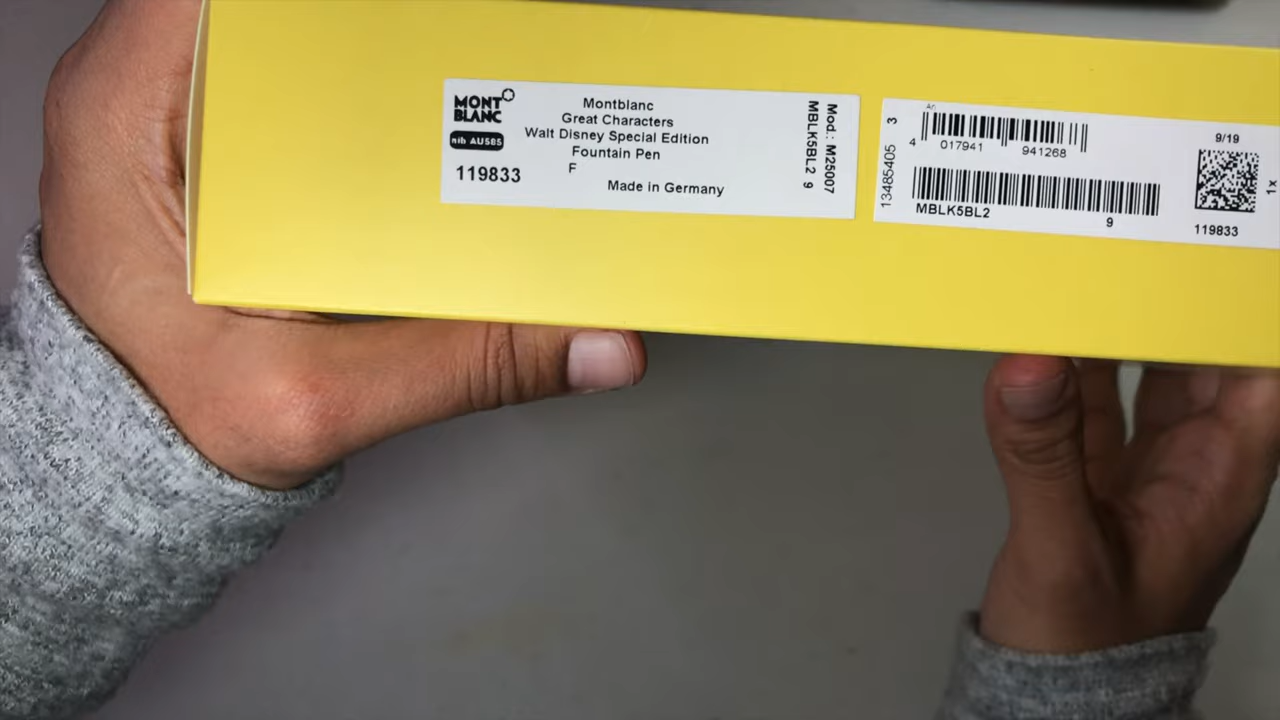 MONT
BLANC
nib AU585
119833
Montblanc
Great Characters
Walt Disney Special Edition
Fountain Pen
F
Made in Germany
Mod.: M25007
MBLK5BL2 9
13485405
3
4 017941 941268
MBLK5BL2 9
9/19
119833
1x